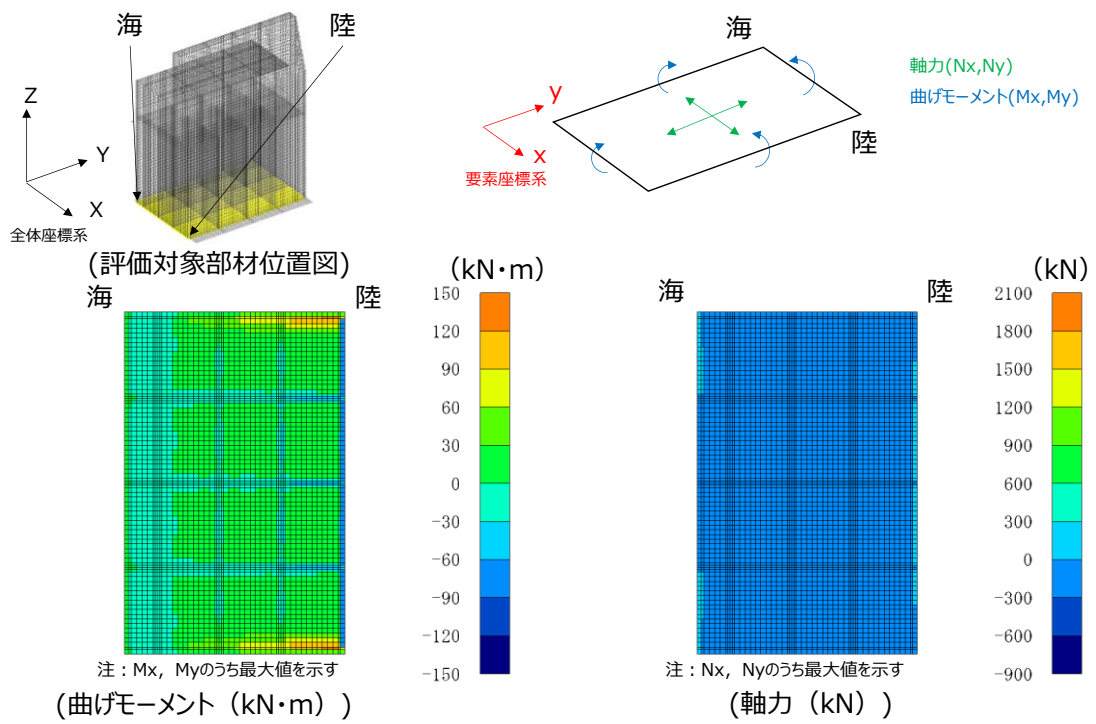 海
陸
Z
Y
X
全体座標系
(評価対象部材位置図)
海
陸
y
x
要素座標系
軸力(Nx,Ny)
曲げモーメント(Mx,My)
海
陸
(kN・m)
150
120
90
60
30
0
-30
-60
-90
-120
-150
注：Mx，Myのうち最大値を示す
(曲げモーメント（kN・m）)
海
陸
(kN)
2100
1800
1500
1200
900
600
300
0
-300
-600
-900
注：Nx，Nyのうち最大値を示す
(軸力（kN）)